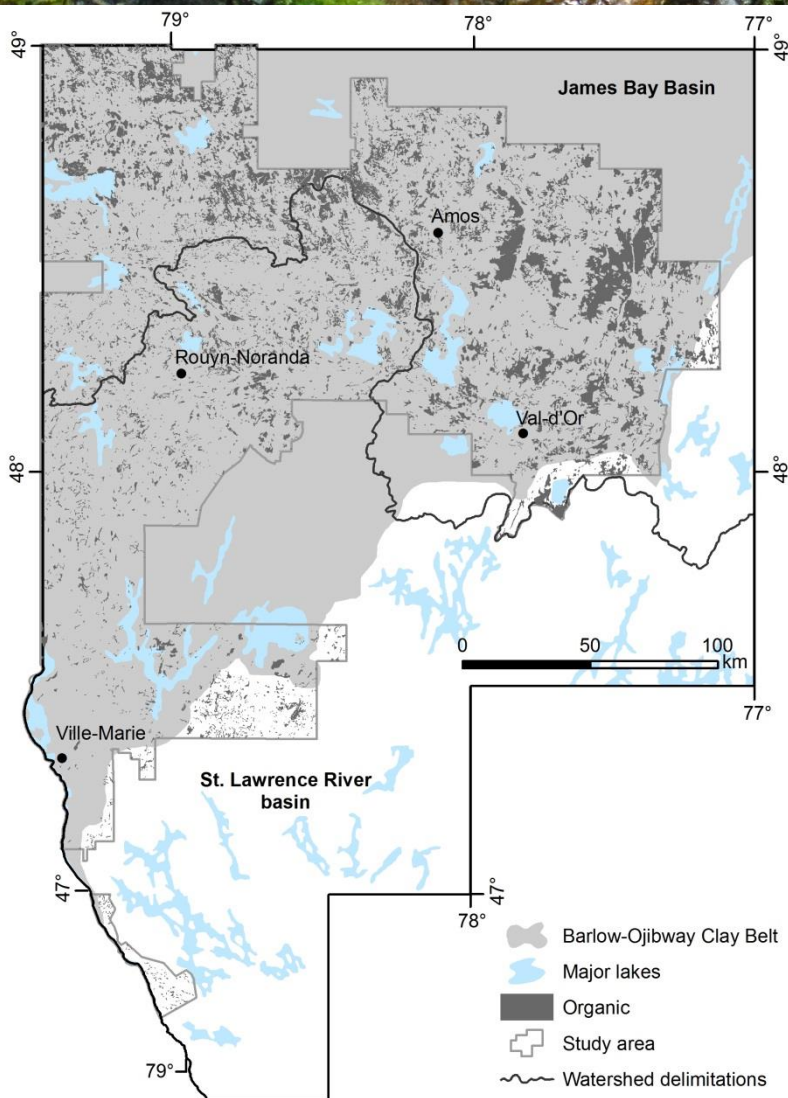 79°
78°
77°
49°
49°
James Bay Basin
Amos
Rouyn-Noranda
Val-d'Or
48°
48°
0
50
100
km
77°
Ville-Marie
St. Lawrence River
basin
47°
47°
78°
79°
Barlow-Ojibway Clay Belt
Major lakes
Organic
Study area
Watershed delimitations